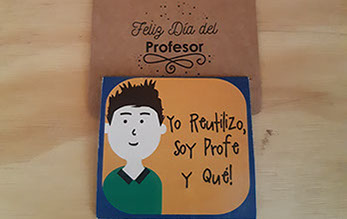 Feliz Día del
Profesor
Yo Reutilizo,
Soy Profe
y Qué!